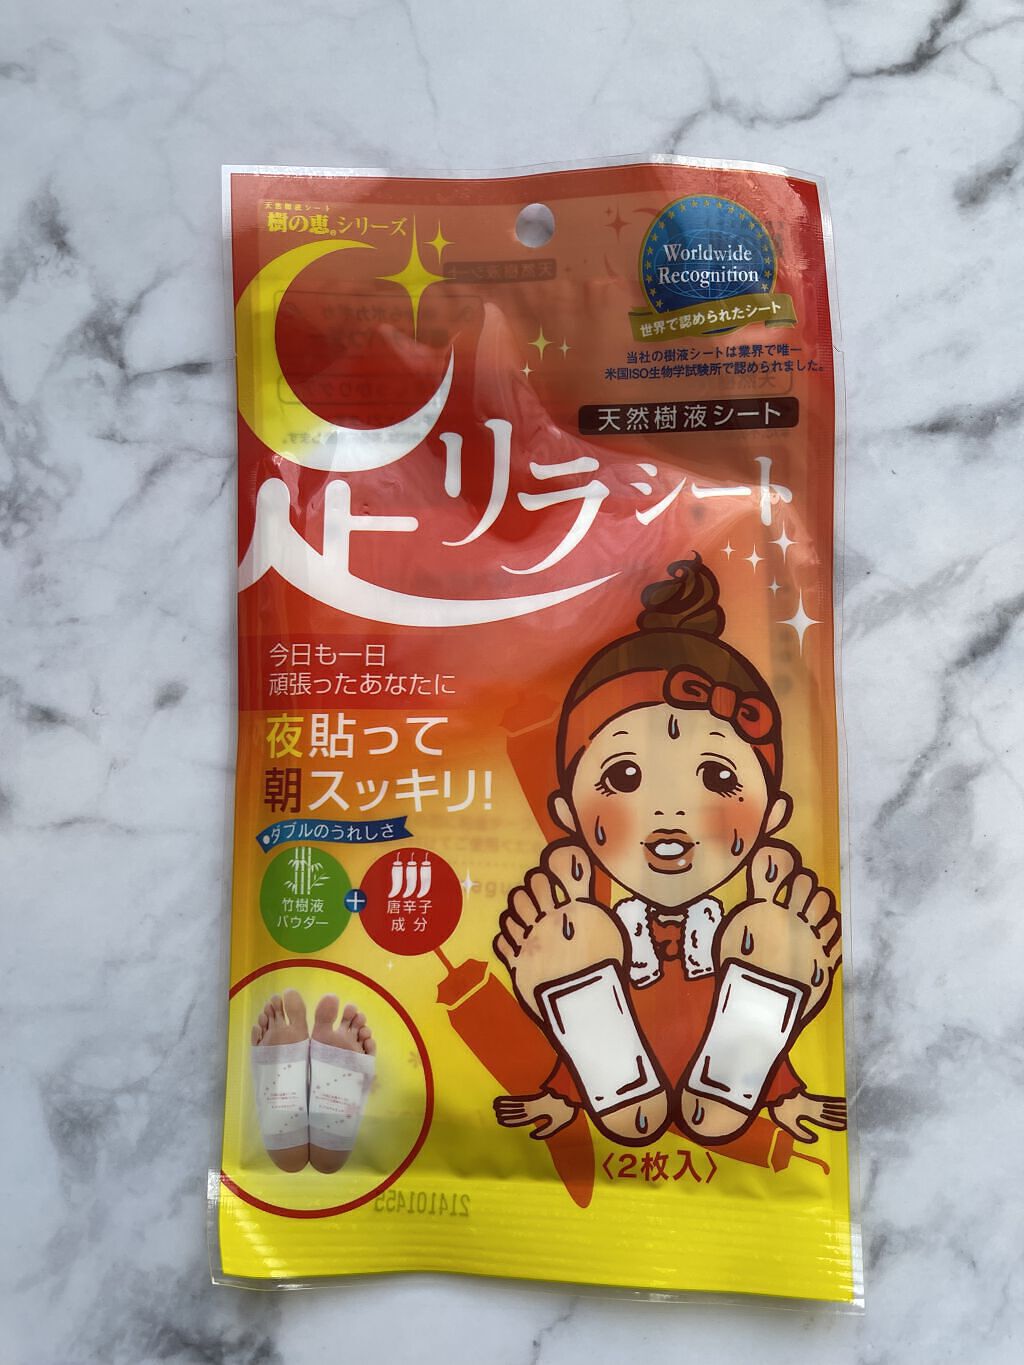 天然樹液シート
樹の恵®シリーズ
Worldwide
Recognition
世界で認められたシート
当社の樹液シートは業界で唯一
米国ISO生物学試験所で認められました。
天然樹液シート
足リラシート
今日も一日
頑張ったあなたに
夜貼って
朝スッキリ!
●ダブルのうれしさ
竹樹液
パウダー
+
唐辛子
成分
〈2枚入〉
214101455